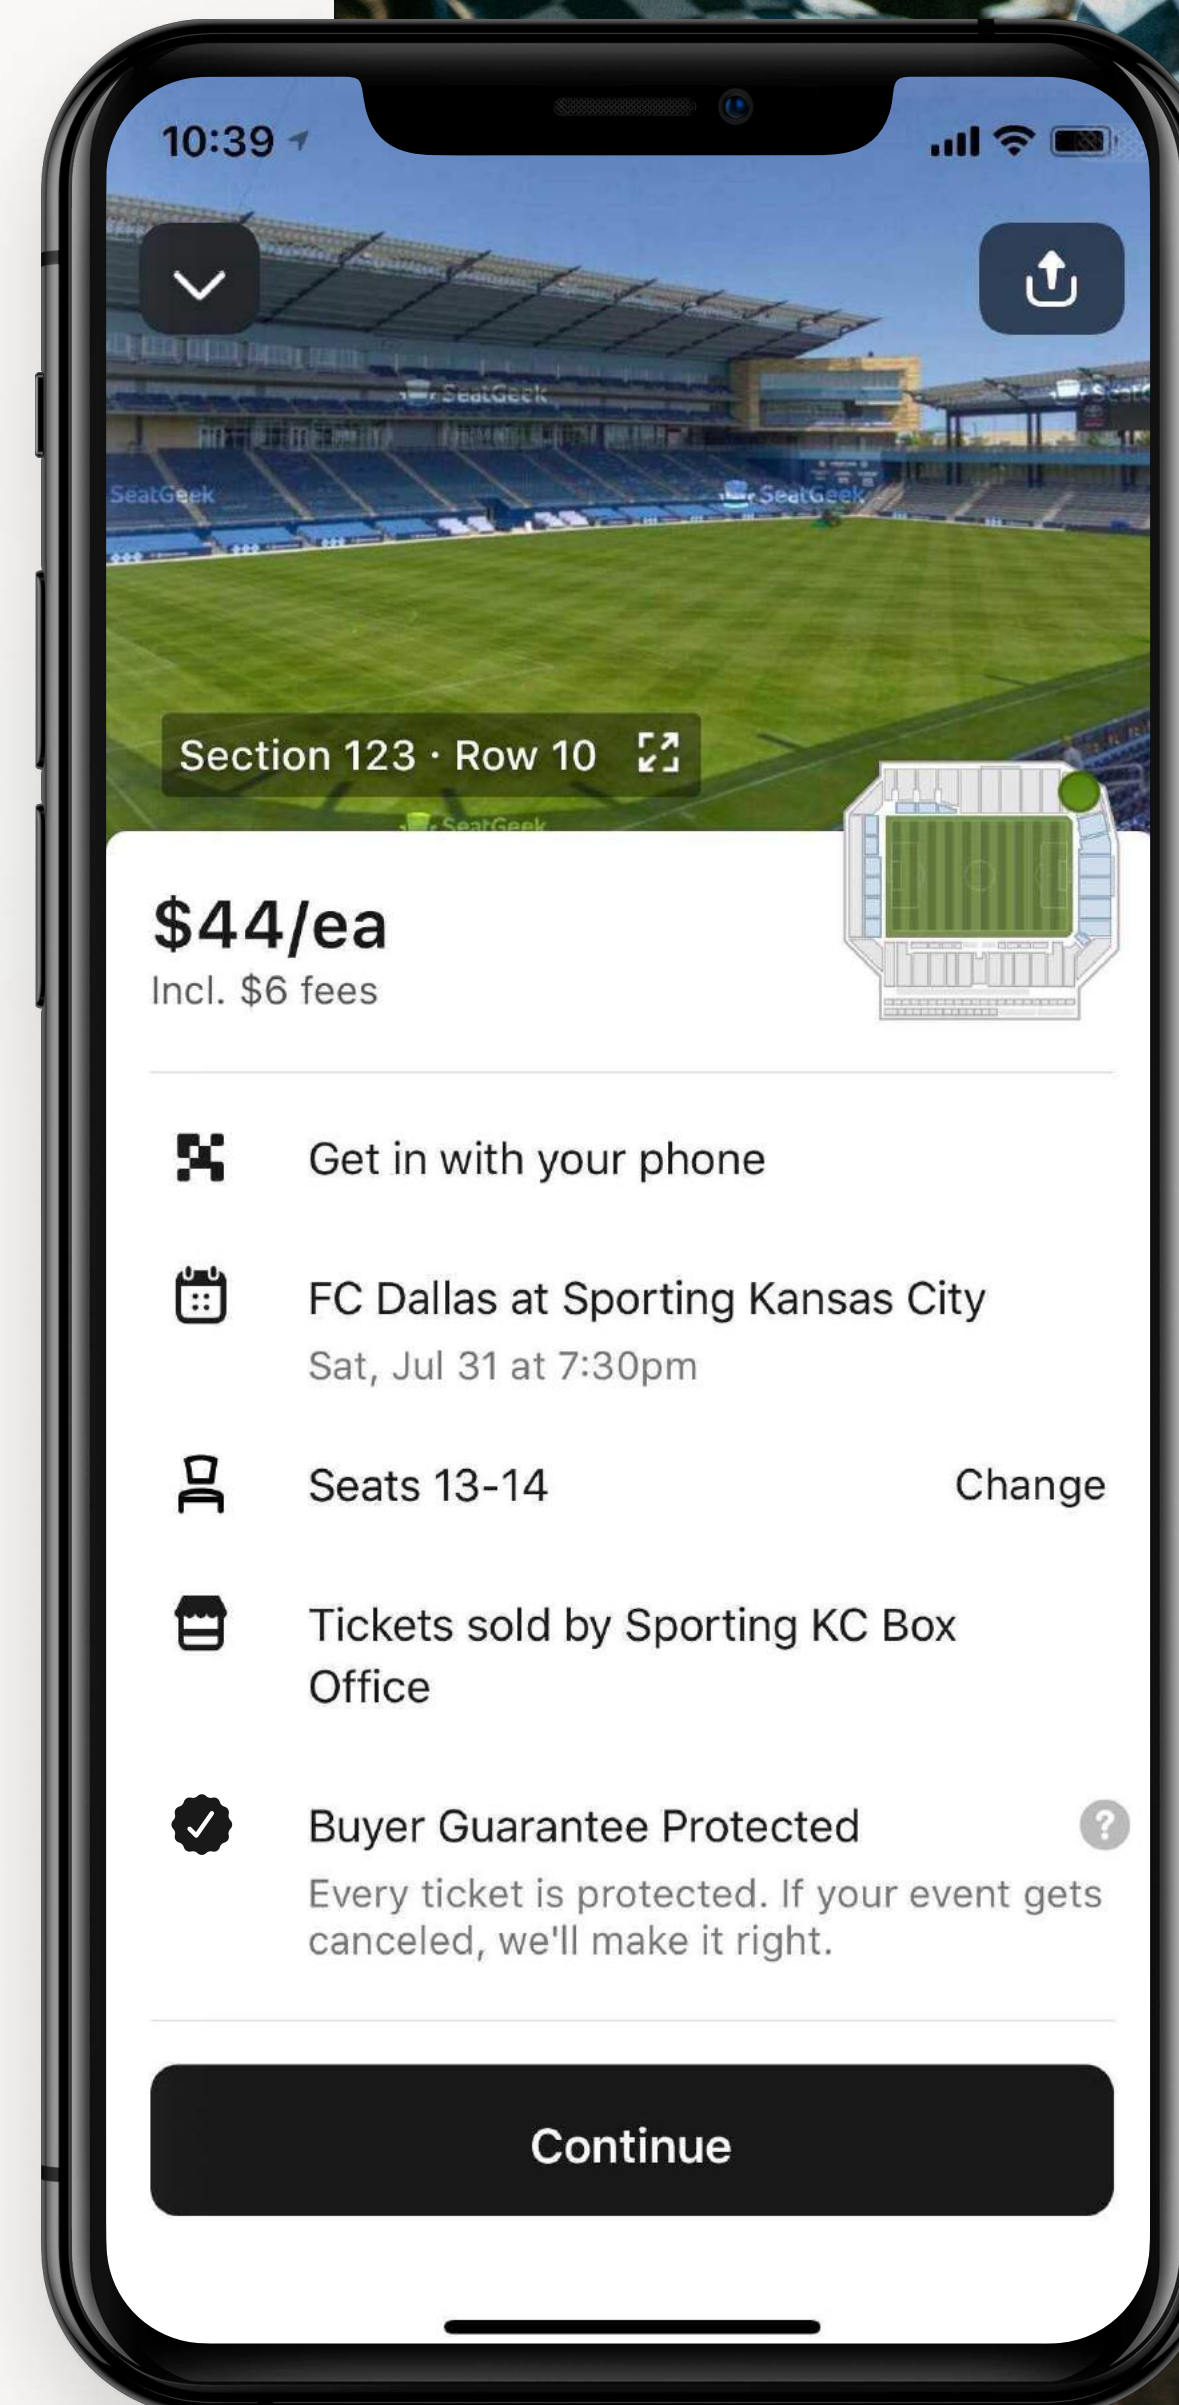 10:39
SeatGeek
SeatGeek
SeatGeek
Section 123 · Row 10
SeatGeek
$44/ea
Incl. $6 fees
Get in with your phone
FC Dallas at Sporting Kansas City
Sat, Jul 31 at 7:30pm
Seats 13-14
Change
Tickets sold by Sporting KC Box
Office
Buyer Guarantee Protected
?
Every ticket is protected. If your event gets
canceled, we'll make it right.
Continue